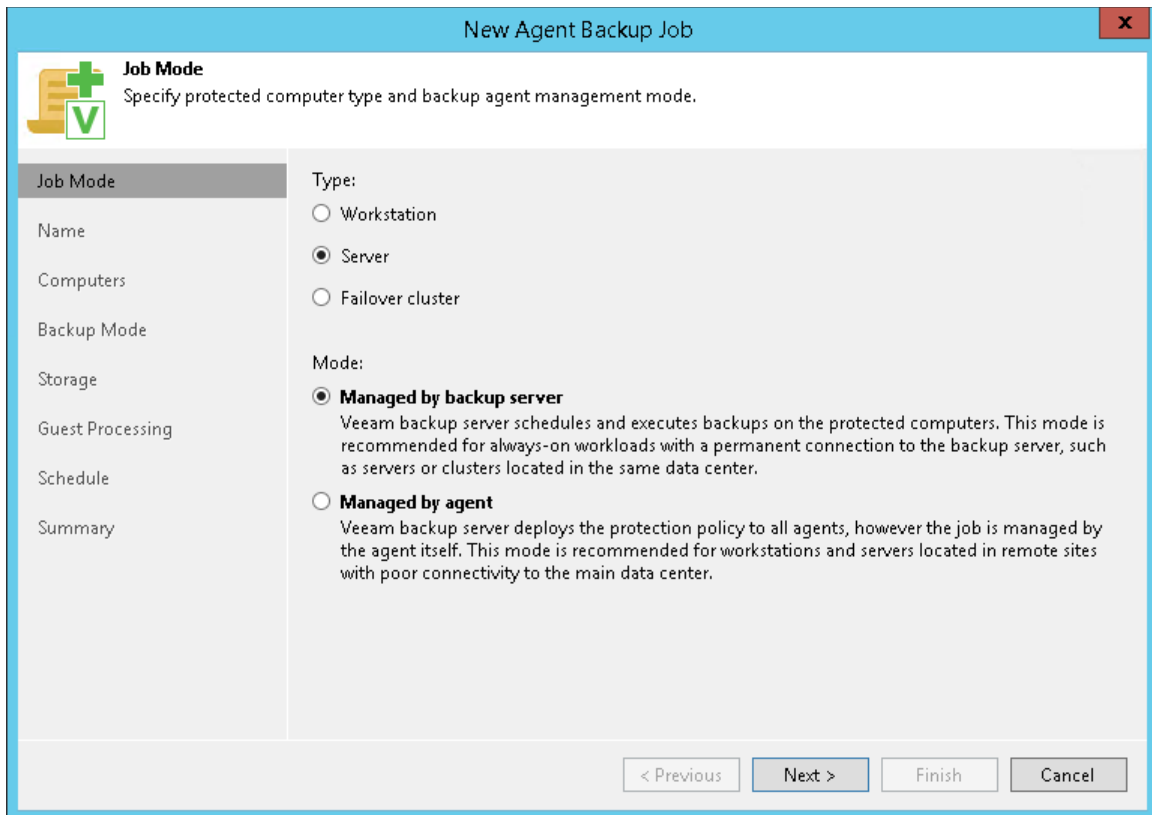 New Agent Backup Job
x
Job Mode
Specify protected computer type and backup agent management mode.
V
Job Mode
Name
Computers
Backup Mode
Storage
Guest Processing
Schedule
Summary
Type:
Workstation
Server
Failover cluster
Mode:
Managed by backup server
Veeam backup server schedules and executes backups on the protected computers. This mode is
recommended for always-on workloads with a permanent connection to the backup server, such
as servers or clusters located in the same data center.
Managed by agent
Veeam backup server deploys the protection policy to all agents, however the job is managed by
the agent itself. This mode is recommended for workstations and servers located in remote sites
with poor connectivity to the main data center.
< Previous
Next >
Finish
Cancel